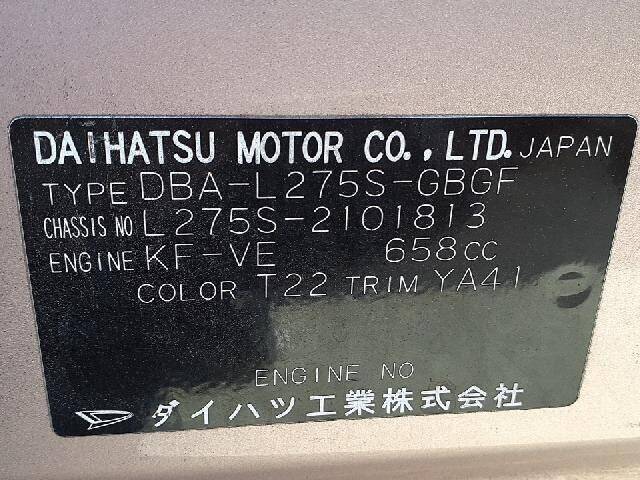 DAIHATSU MOTOR CO.,LTD. JAPAN
TYPE DBA-L275S-GBGF
CHASSIS NO L275S-2101813
ENGINE KF-VE 658CC
COLOR T22 TRIM YA41
ENGINE NO
ダイハツ工業株式会社